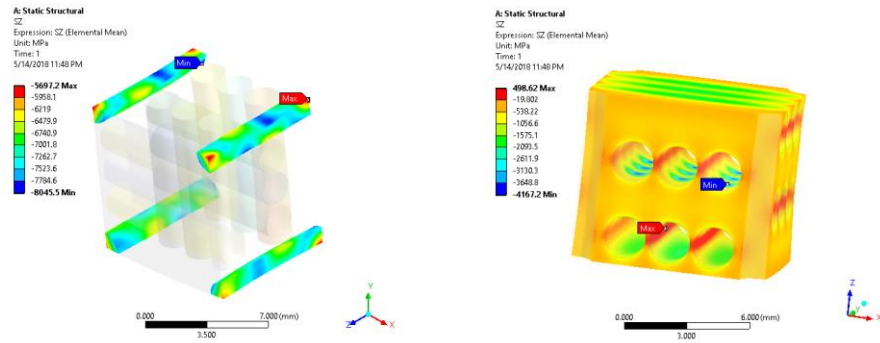 A: Static Structural
SZ
Expression: SZ (Elemental Mean)
Unit: MPa
Time: 1
5/14/2018 11:48 PM
-5697.2 Max
-5958.1
-6219
-6479.9
-6740.9
-7001.8
-7262.7
-7523.6
-7784.6
-8045.5 Min
Min
Max
0.000
7.000 (mm)
3.500
Y
Z
X
A: Static Structural
SZ
Expression: SZ (Elemental Mean)
Unit: MPa
Time: 1
5/14/2018 11:48 PM
498.62 Max
-19.802
-538.22
-1056.6
-1575.1
-2093.5
-2611.9
-3130.3
-3648.8
-4167.2 Min
Min
Max
0.000
6.000 (mm)
3.000
Z
Y
X